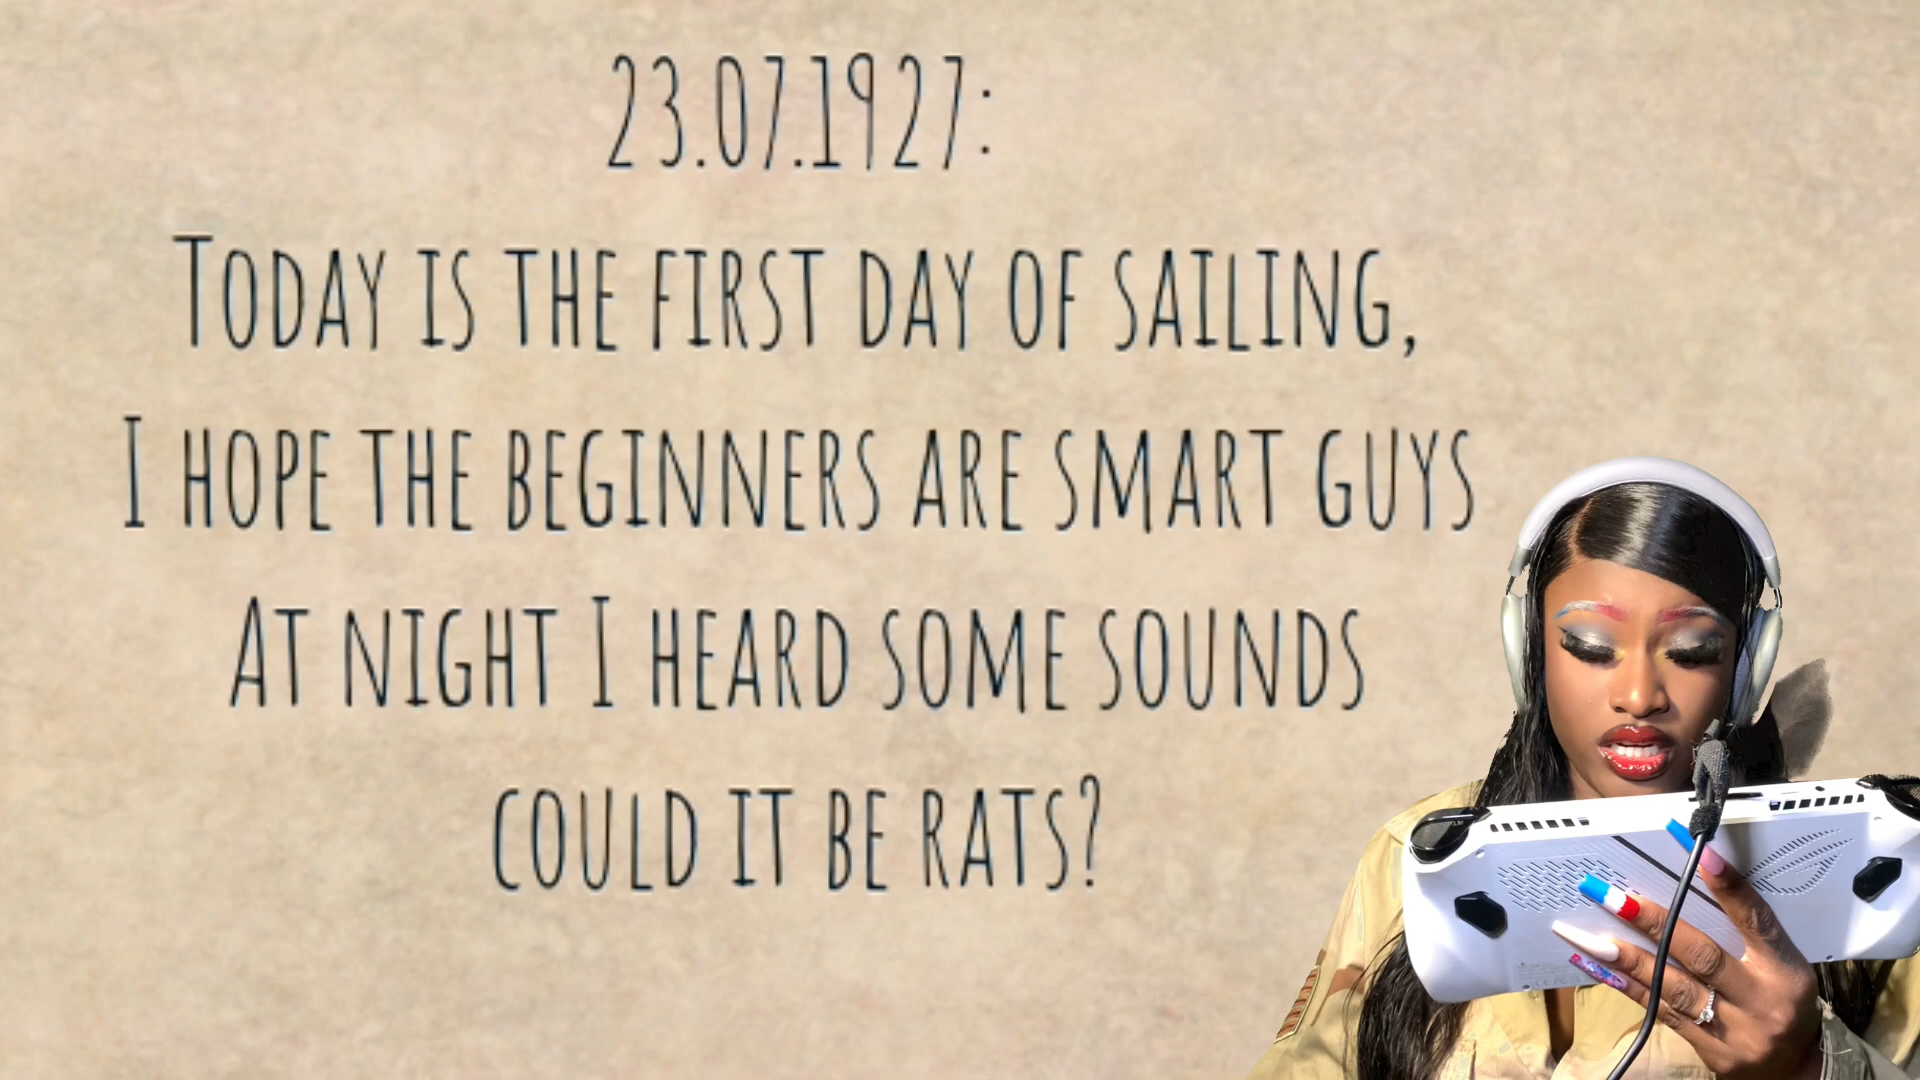 23.07.1927:
Today is the first day of sailing,
I hope the beginners are smart guys
At night I heard some sounds
could it be rats?